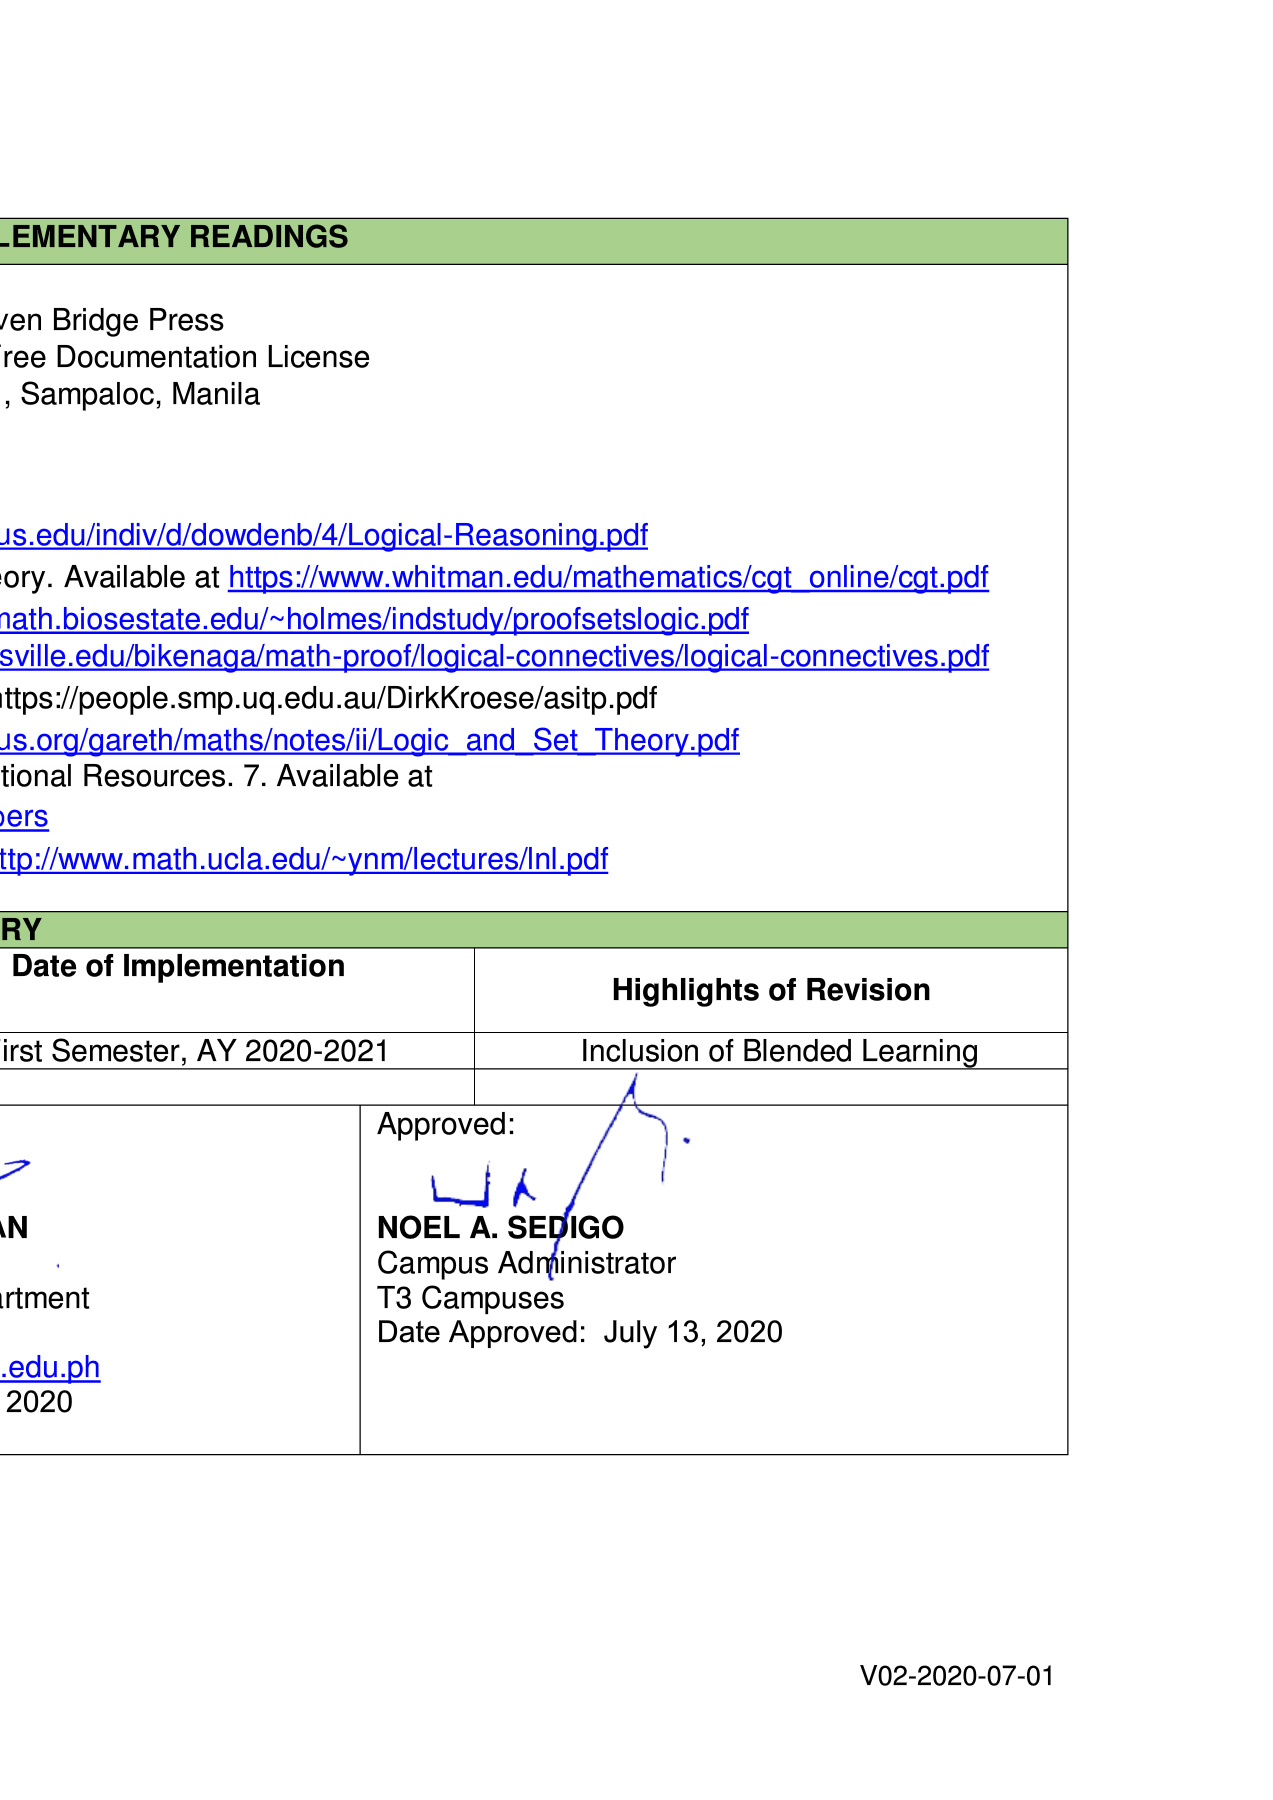 LEMENTARY READINGS
ven Bridge Press
ree Documentation License
, Sampaloc, Manila
us.edu/indiv/d/dowdenb/4/Logical-Reasoning.pdf
eory. Available at https://www.whitman.edu/mathematics/cgt_online/cgt.pdf
math.biosestate.edu/~holmes/indstudy/proofsetslogic.pdf
sville.edu/bikenaga/math-proof/logical-connectives/logical-connectives.pdf
https://people.smp.uq.edu.au/DirkKroese/asitp.pdf
us.org/gareth/maths/notes/ii/Logic_and_Set_Theory.pdf
tional Resources. 7. Available at
bers
ttp://www.math.ucla.edu/~ynm/lectures/lnl.pdf
RY
Date of Implementation
Highlights of Revision
irst Semester, AY 2020-2021
Inclusion of Blended Learning
AN
artment
.edu.ph
2020
Approved:
NOEL A. SEDIGO
Campus Administrator
T3 Campuses
Date Approved: July 13, 2020
V02-2020-07-01